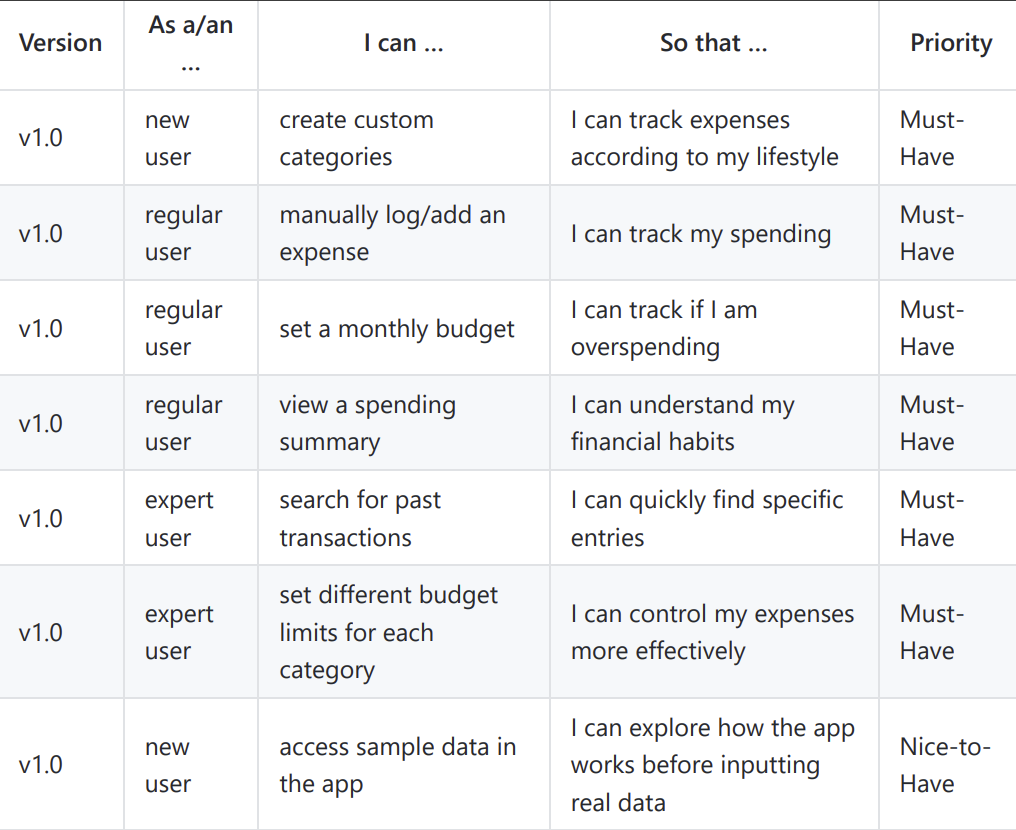 Version | As a/an ... | I can ... | So that ... | Priority
v1.0 | new user | create custom categories | I can track expenses according to my lifestyle | Must-Have
v1.0 | regular user | manually log/add an expense | I can track my spending | Must-Have
v1.0 | regular user | set a monthly budget | I can track if I am overspending | Must-Have
v1.0 | regular user | view a spending summary | I can understand my financial habits | Must-Have
v1.0 | expert user | search for past transactions | I can quickly find specific entries | Must-Have
v1.0 | expert user | set different budget limits for each category | I can control my expenses more effectively | Must-Have
v1.0 | new user | access sample data in the app | I can explore how the app works before inputting real data | Nice-to-Have